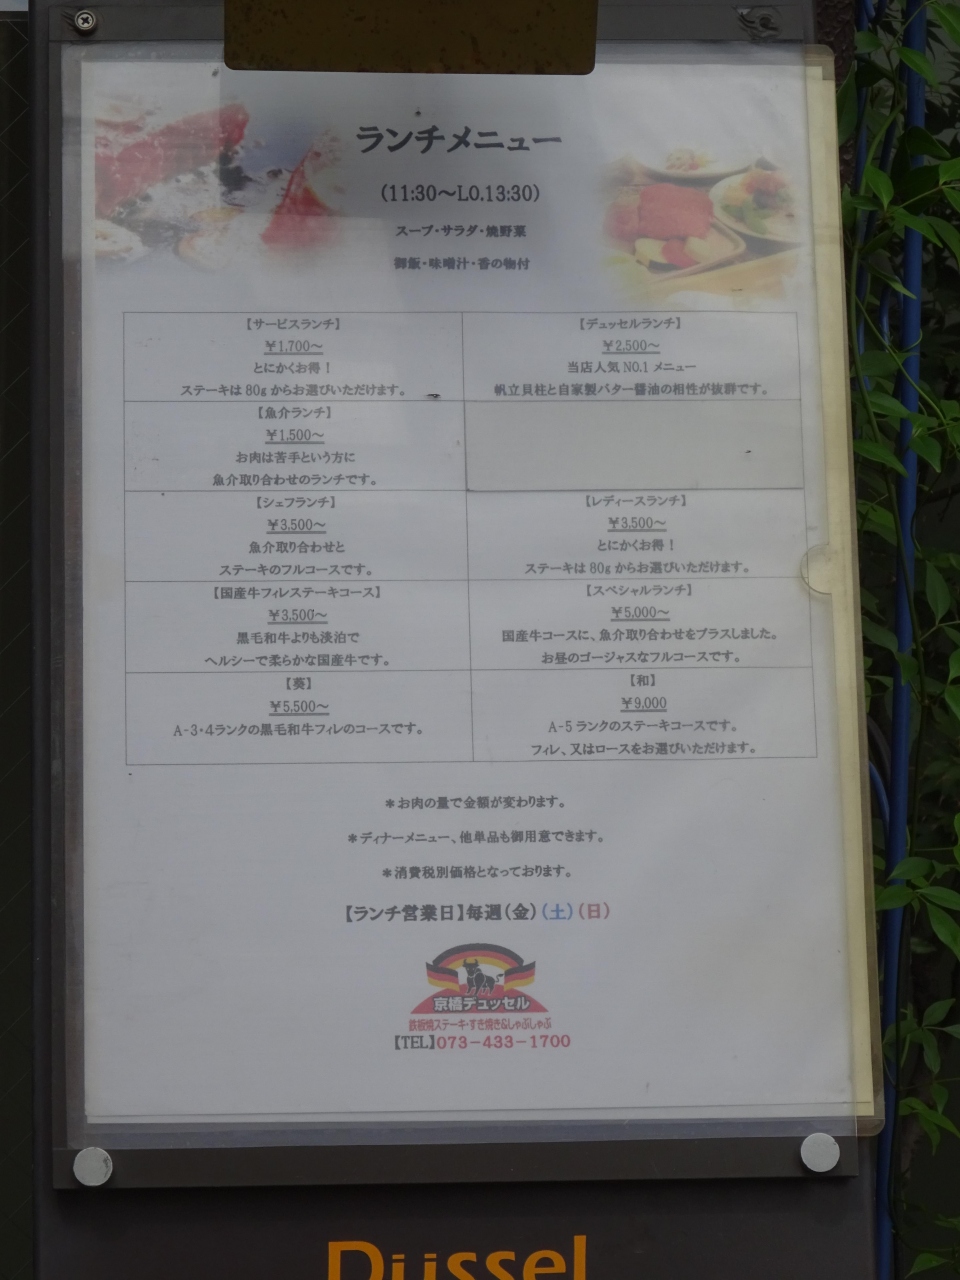 ランチメニュー
(11:30～LO.13:30)
スープ・サラダ・焼野菜
御飯・味噌汁・香の物付
【サービスランチ】
￥1,700～
とにかくお得！
ステーキは80gからお選びいただけます。
【デュッセルランチ】
￥2,500～
当店人気NO.1メニュー
帆立貝柱と自家製バター醤油の相性が抜群です。
【魚介ランチ】
￥1,500～
お肉は苦手という方に
魚介取り合わせのランチです。
【シェフランチ】
￥3,500～
魚介取り合わせと
ステーキのフルコースです。
【レディースランチ】
￥3,500～
とにかくお得！
ステーキは80gからお選びいただけます。
【国産牛フィレステーキコース】
￥3,500～
黒毛和牛よりも淡泊で
ヘルシーで柔らかな国産牛です。
【スペシャルランチ】
￥5,000～
国産牛コースに、魚介取り合わせをプラスしました。
お昼のゴージャスなフルコースです。
【葵】
￥5,500～
A-3・4ランクの黒毛和牛フィレのコースです。
【和】
￥9,000
A-5ランクのステーキコースです。
フィレ、又はロースをお選びいただけます。
＊お肉の量で金額が変わります。
＊ディナーメニュー、他単品も御用意できます。
＊消費税別価格となっております。
【ランチ営業日】毎週(金)(土)(日)
京橋デュッセル
鉄板焼ステーキ・すき焼き&しゃぶしゃぶ
【TEL】073-433-1700
Düssel